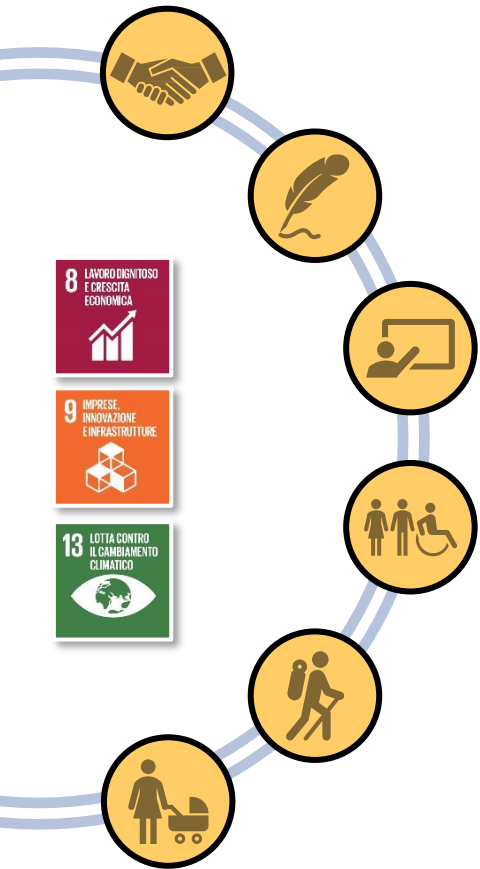 8 LAVORO DIGNITOSO
E CRESCITA
ECONOMICA
9 IMPRESE,
INNOVAZIONE
E INFRASTRUTTURE
13 LOTTA CONTRO
IL CAMBIAMENTO
CLIMATICO